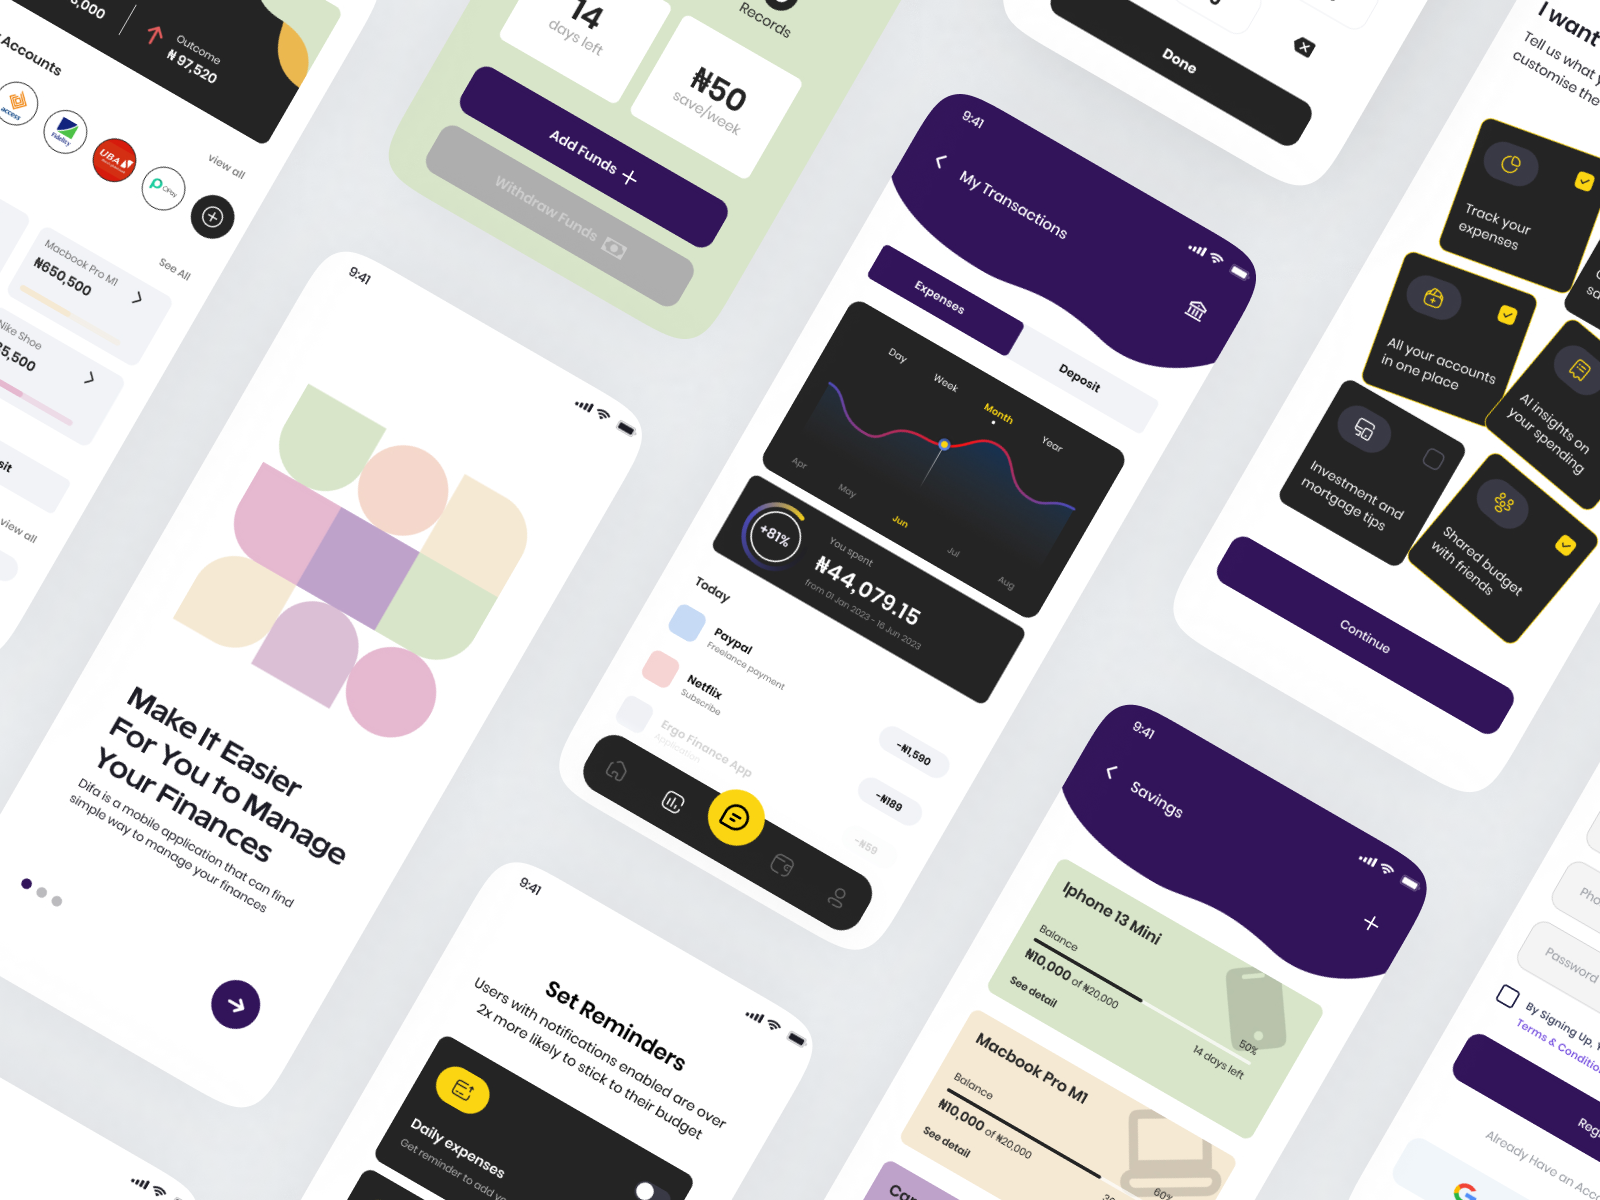 Outcome
₦ 97,520
Accounts
access
Fidelity
UBA
OPay
view all
See All
Macbook Pro M1
₦650,500
Nike Shoe
view all
14
days left
Records
₦50
save/week
Add Funds
Withdraw Funds
9:41
Make It Easier
For You to Manage
Your Finances
Difa is a mobile application that can find
simple way to manage your finances
9:41
Set Reminders
Users with notifications enabled are over
2x more likely to stick to their budget
Daily expenses
Get reminder to add
Done
9:41
My Transactions
Expenses
Deposit
Day
Week
Month
Year
Apr
May
Jun
Jul
Aug
+81%
You spent
₦44,079.15
from 01 Jan 2023 - 16 Jun 2023
Today
Paypal
Freelance payment
-₦1,590
Netflix
Subscribe
-₦189
Ergo Finance App
Application
-₦59
I want
Tell us what
customise the
Track your
expenses
All your accounts
in one place
AI insights on
your spending
Investment and
mortgage tips
Shared budget
with friends
Continue
9:41
Savings
Iphone 13 Mini
Balance
₦10,000 of ₦20,000
See detail
50%
14 days left
Macbook Pro M1
Balance
₦10,000 of ₦20,000
See detail
60%
Password
By Signing Up.
Terms &
Already Have an